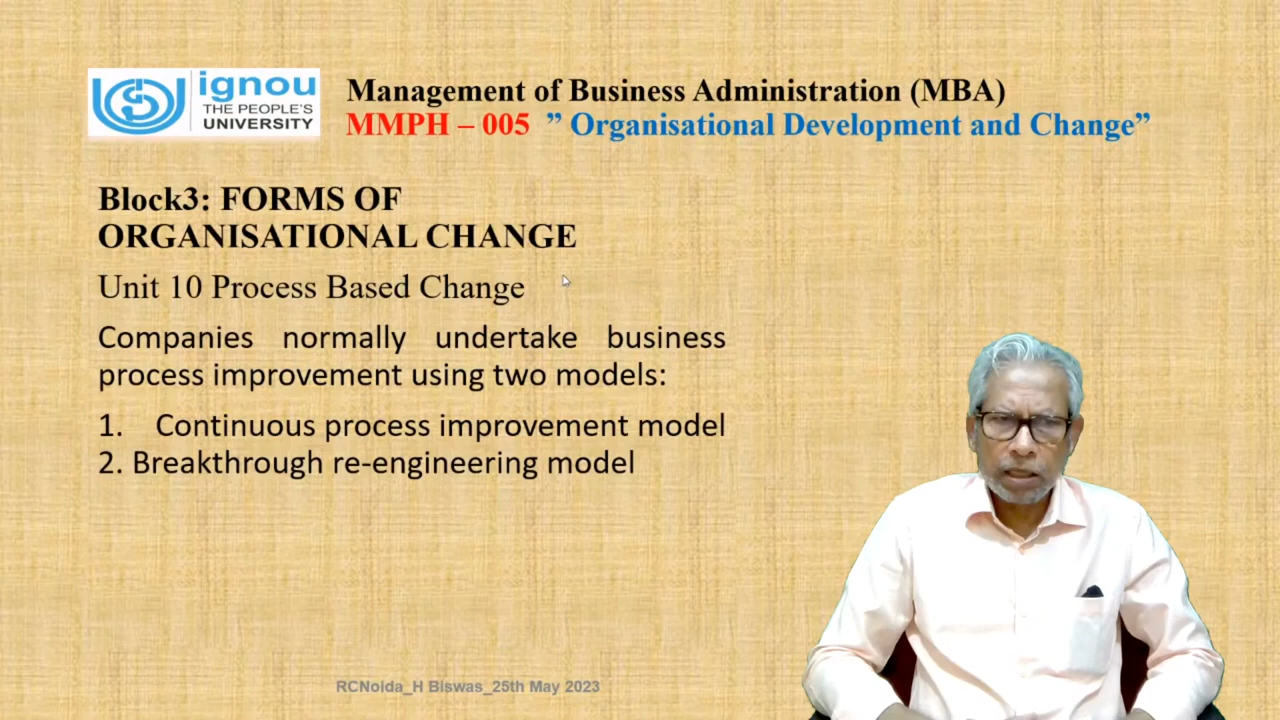 ignou
THE PEOPLE'S
UNIVERSITY
Management of Business Administration (MBA)
MMPH – 005 ” Organisational Development and Change”
Block3: FORMS OF
ORGANISATIONAL CHANGE
Unit 10 Process Based Change
Companies normally undertake business
process improvement using two models:
1. Continuous process improvement model
2. Breakthrough re-engineering model
RCNoida_H Biswas_25th May 2023